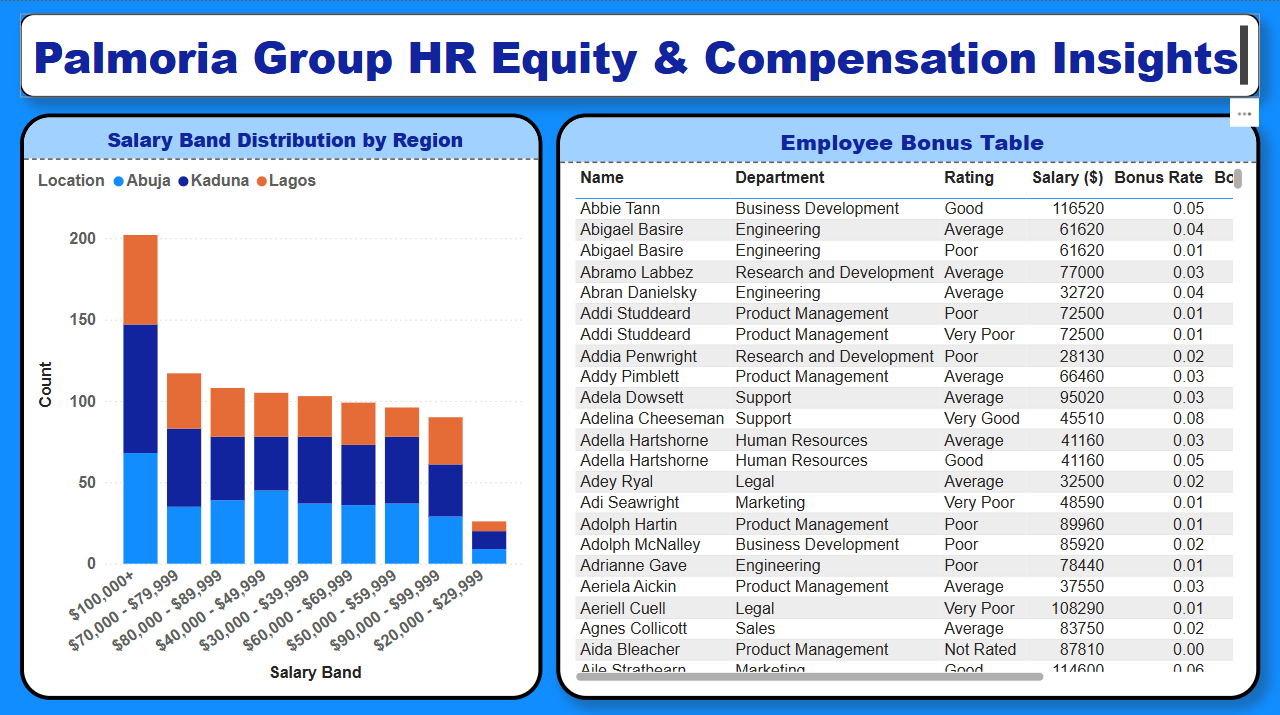 Palmoria Group HR Equity & Compensation Insights
Salary Band Distribution by Region
Location Abuja Kaduna Lagos
Count
200
150
100
50
0
$100,000+
$70,000 - $79,999
$80,000 - $89,999
$40,000 - $49,999
$30,000 - $39,999
$60,000 - $69,999
$50,000 - $59,999
$90,000 - $99,999
$20,000 - $29,999
Salary Band
Employee Bonus Table
Name Department Rating Salary ($) Bonus Rate Bo
Abbie Tann Business Development Good 116520 0.05
Abigael Basire Engineering Average 61620 0.04
Abigael Basire Engineering Poor 61620 0.01
Abramo Labbez Research and Development Average 77000 0.03
Abran Danielsky Engineering Average 32720 0.04
Addi Studdeard Product Management Poor 72500 0.01
Addi Studdeard Product Management Very Poor 72500 0.01
Addia Penwright Research and Development Poor 28130 0.02
Addy Pimblett Product Management Average 66460 0.03
Adela Dowsett Support Average 95020 0.03
Adelina Cheeseman Support Very Good 45510 0.08
Adella Hartshorne Human Resources Average 41160 0.03
Adella Hartshorne Human Resources Good 41160 0.05
Adey Ryal Legal Average 32500 0.02
Adi Seawright Marketing Very Poor 48590 0.01
Adolph Hartin Product Management Poor 89960 0.01
Adolph McNalley Business Development Poor 85920 0.02
Adrianne Gave Engineering Poor 78440 0.01
Aeriela Aickin Product Management Average 37550 0.03
Aeriell Cuell Legal Very Poor 108290 0.01
Agnes Collicott Sales Average 83750 0.02
Aida Bleacher Product Management Not Rated 87810 0.00
Aile Strathearn Marketing Good 114600 0.06